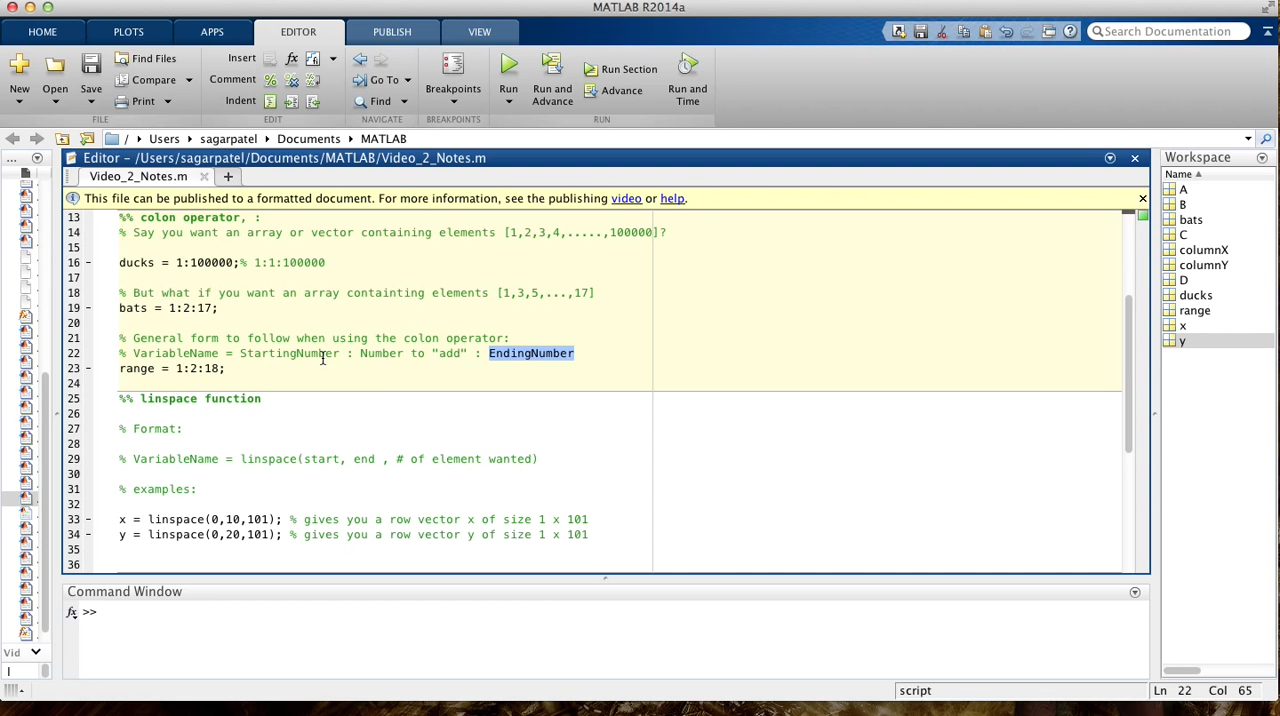 MATLAB R2014a
HOME PLOTS APPS EDITOR PUBLISH VIEW Search Documentation
New Open Save Find Files Compare Print
Insert fx Comment % Indent
Go To Find
Breakpoints
Run Run and Advance Run Section Advance Run and Time
FILE EDIT NAVIGATE BREAKPOINTS RUN
/ Users sagarpatel Documents MATLAB
Editor - /Users/sagarpatel/Documents/MATLAB/Video_2_Notes.m
Video_2_Notes.m
This file can be published to a formatted document. For more information, see the publishing video or help.
13 %% colon operator, :
14 % Say you want an array or vector containing elements [1,2,3,4,.....,100000]?
15
16 - ducks = 1:100000;% 1:1:100000
17
18 % But what if you want an array containting elements [1,3,5,...,17]
19 - bats = 1:2:17;
20
21 % General form to follow when using the colon operator:
22 % VariableName = StartingNumber : Number to "add" : EndingNumber
23 - range = 1:2:18;
24
25 %% linspace function
26
27 % Format:
28
29 % VariableName = linspace(start, end , # of element wanted)
30
31 % examples:
32
33 - x = linspace(0,10,101); % gives you a row vector x of size 1 x 101
34 - y = linspace(0,20,101); % gives you a row vector y of size 1 x 101
35
36
Command Window
fx >>
Workspace
Name
A
B
bats
C
columnX
columnY
D
ducks
range
x
y
...
Vid
script Ln 22 Col 65